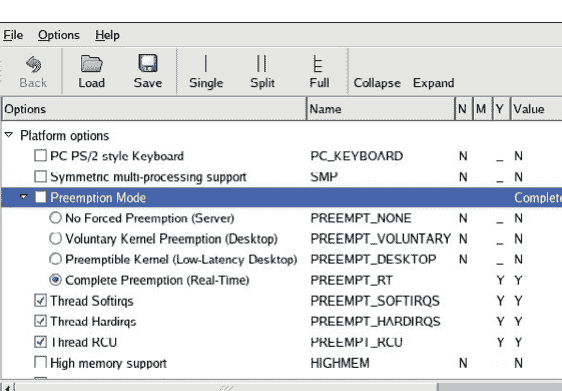 File Options Help
Back Load Save Single Split Full Collapse Expand
Options Name N M Y Value
Platform options
PC PS/2 style Keyboard PC_KEYBOARD N _ N
Symmetric multi-processing support SMP N _ N
Preemption Mode Complete
No Forced Preemption (Server) PREEMPT_NONE N _ N
Voluntary Kernel Preemption (Desktop) PREEMPT_VOLUNTARY N _ N
Preemptible Kernel (Low-Latency Desktop) PREEMPT_DESKTOP N _ N
Complete Preemption (Real-Time) PREEMPT_RT Y Y
Thread Softirqs PREEMPT_SOFTIRQS Y Y
Thread Hardirqs PREEMPT_HARDIRQS Y Y
Thread RCU PREEMPT_RCU Y Y
High memory support HIGHMEM N N